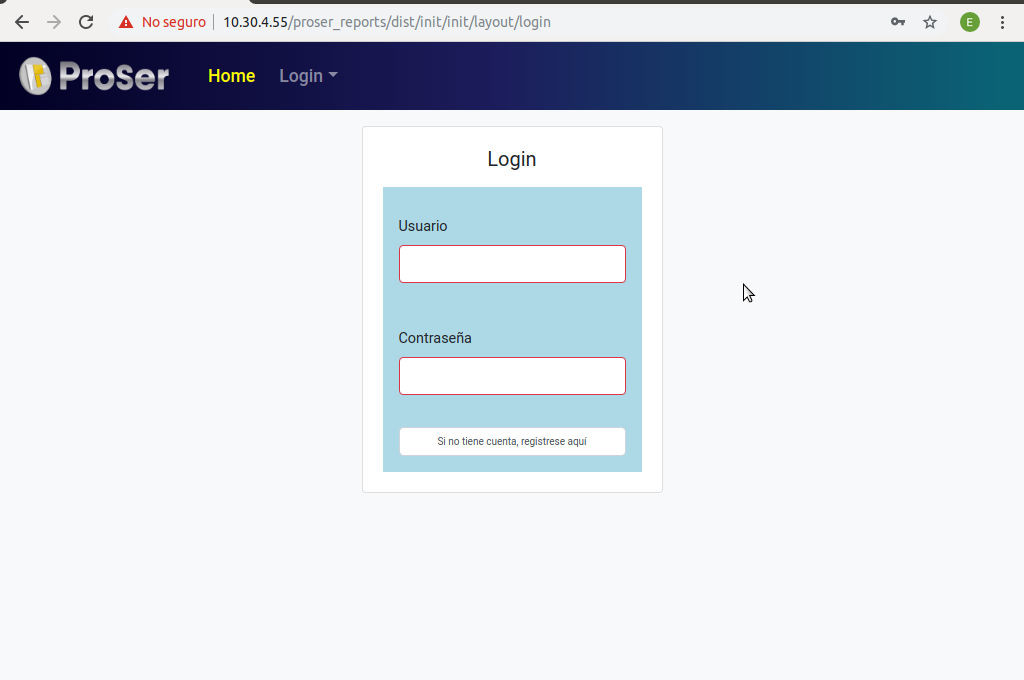 No seguro | 10.30.4.55/proser_reports/dist/init/init/layout/login
E
ProSer Home Login
Login
Usuario
Contraseña
Si no tiene cuenta, registrese aquí